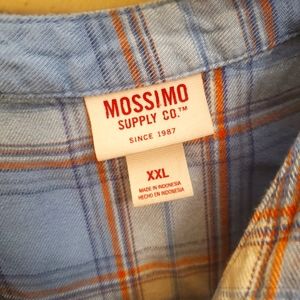 MOSSIMO
SUPPLY CO.™
SINCE 1987
XXL
MADE IN INDONESIA
HECHO EN INDONESIA